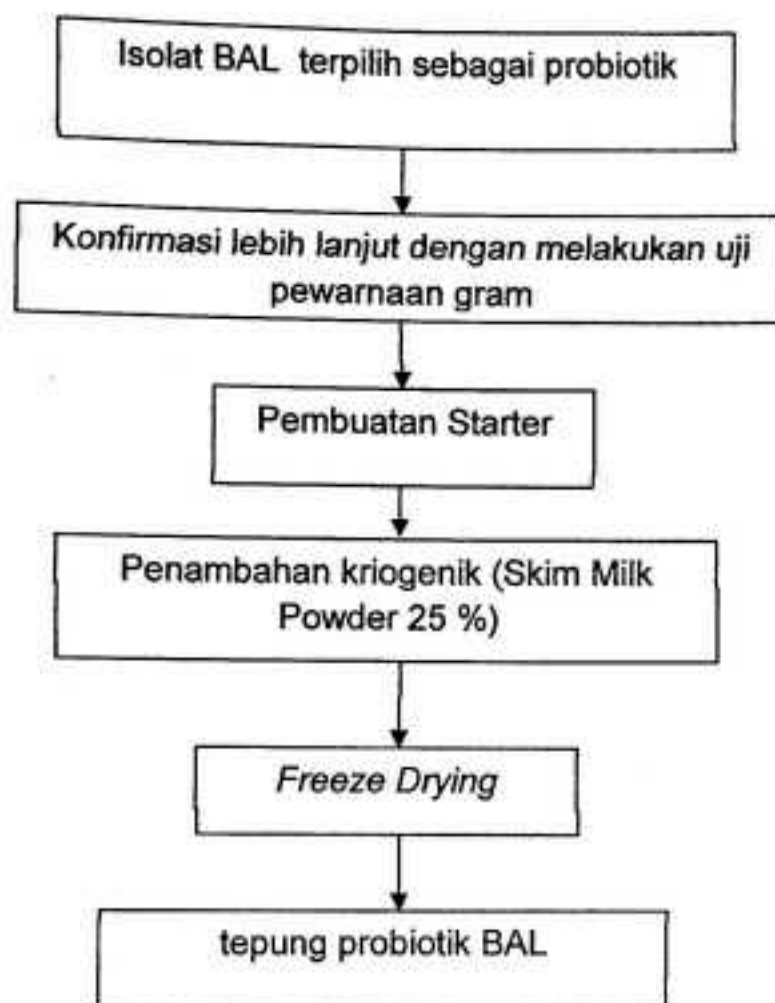 Isolat BAL terpilih sebagai probiotik
Konfirmasi lebih lanjut dengan melakukan uji
pewarnaan gram
Pembuatan Starter
Penambahan kriogenik (Skim Milk
Powder 25 %)
Freeze Drying
tepung probiotik BAL